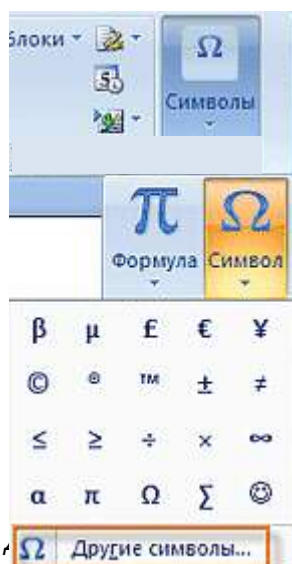 блоки
Ω
Символы
π Ω
Формула Символ
β µ £ € ¥
© ® ™ ± ≠
≤ ≥ ÷ × ∞
α π Ω ∑ ☺
Ω Другие символы...